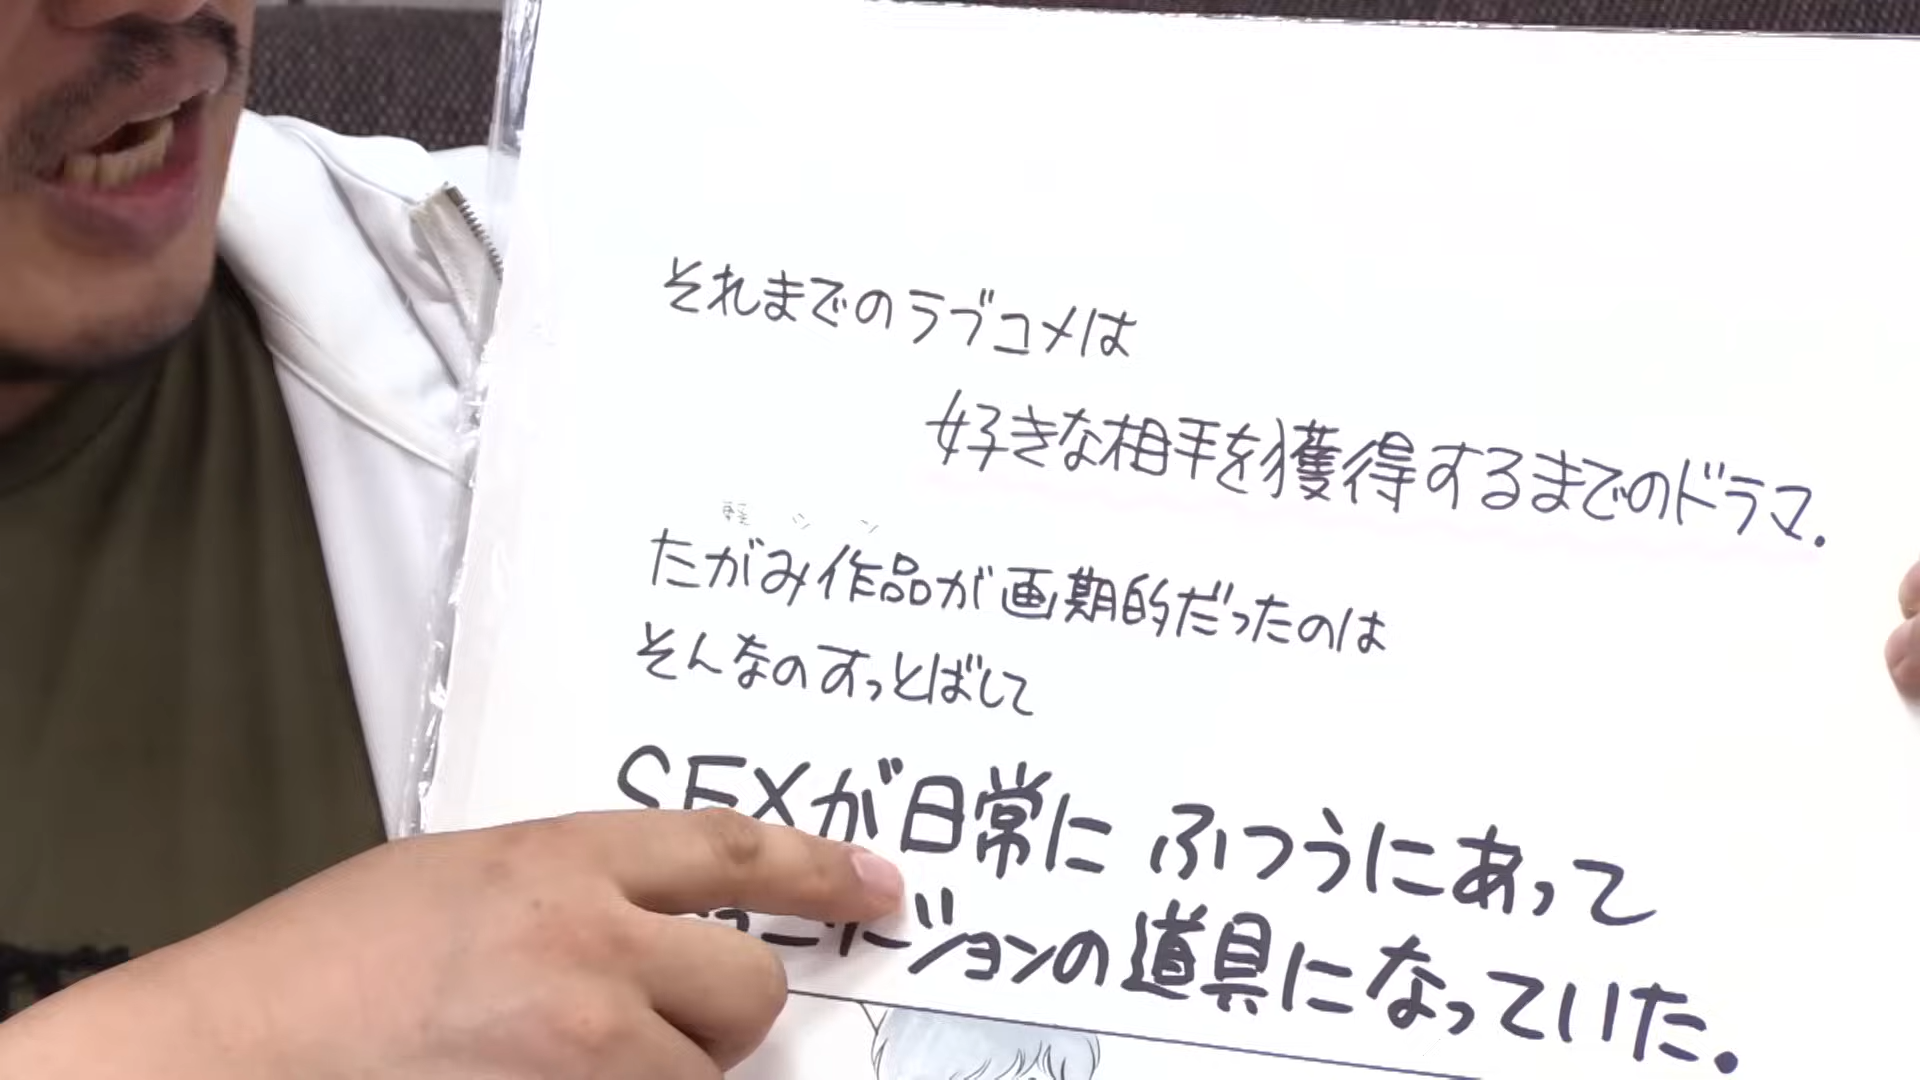 それまでのラブコメは
好きな相手を獲得するまでのドラマ.
たがみ作品が画期的だったのは
そんなのすっとばして
SEXが日常に ふつうにあって
ションの道具になっていた.